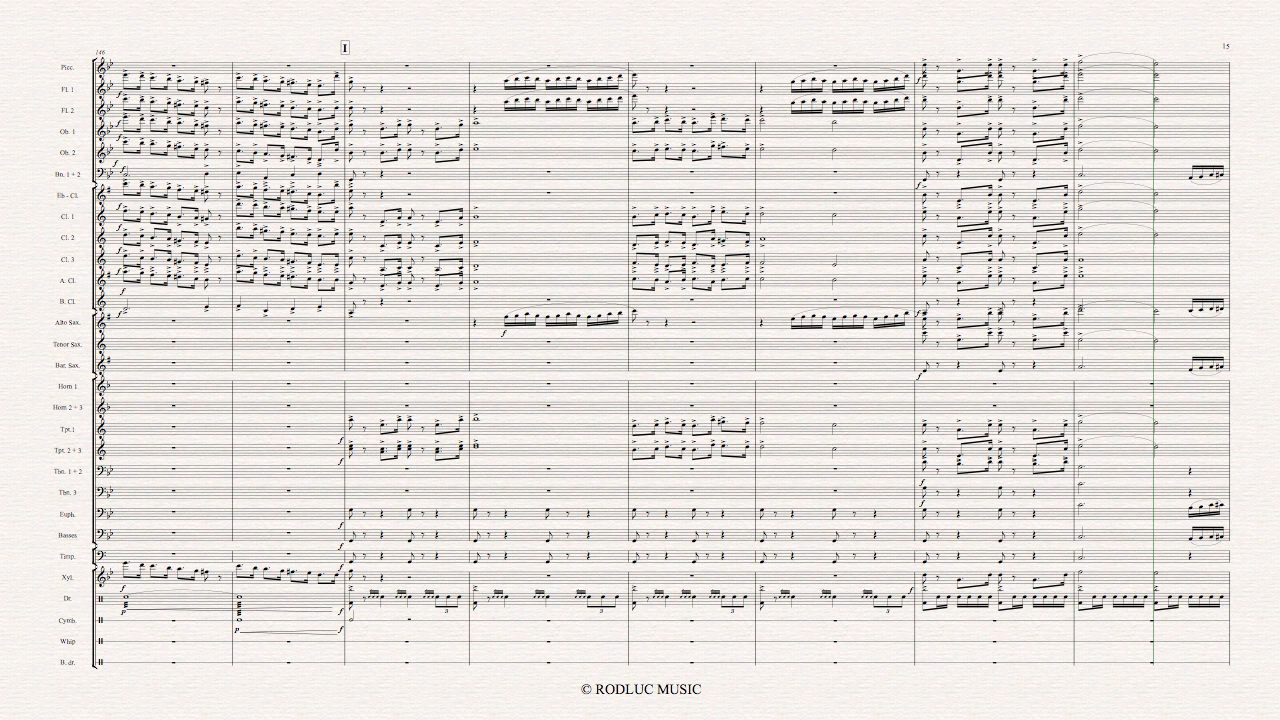 I
15
146
Picc.
Fl. 1
Fl. 2
Ob. 1
Ob. 2
Bn. 1 + 2
Eb - Cl.
Cl. 1
Cl. 2
Cl. 3
A. Cl.
B. Cl.
Alto Sax.
Tenor Sax.
Bar. Sax.
Horn 1
Horn 2 + 3
Tpt.1
Tpt. 2 + 3
Tbn. 1 + 2
Tbn. 3
Euph.
Basses
Timp.
Xyl.
Dr.
Cymb.
Whip
B. dr.
© RODLUC MUSIC